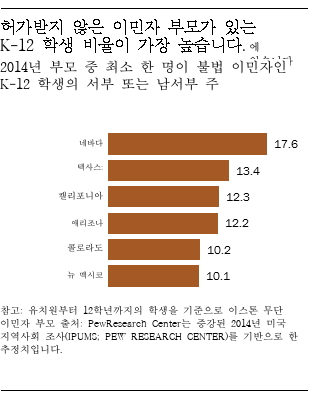 허가받지 않은 이민자 부모가 있는
K-12 학생 비율이 가장 높습니다. 에
2014년 부모 중 최소 한 명이 불법 이민자인
K-12 학생의 서부 또는 남서부 주
네바다 17.6
텍사스: 13.4
캘리포니아 12.3
애리조나 12.2
콜로라도 10.2
뉴 멕시코 10.1
참고: 유치원부터 12학년까지의 학생을 기준으로 이스톤 무단
이민자 부모 출처: PewResearch Center는 증강된 2014년 미국
지역사회 조사(IPUMS; PEW RESEARCH CENTER)를 기반으로 한
추정치입니다.